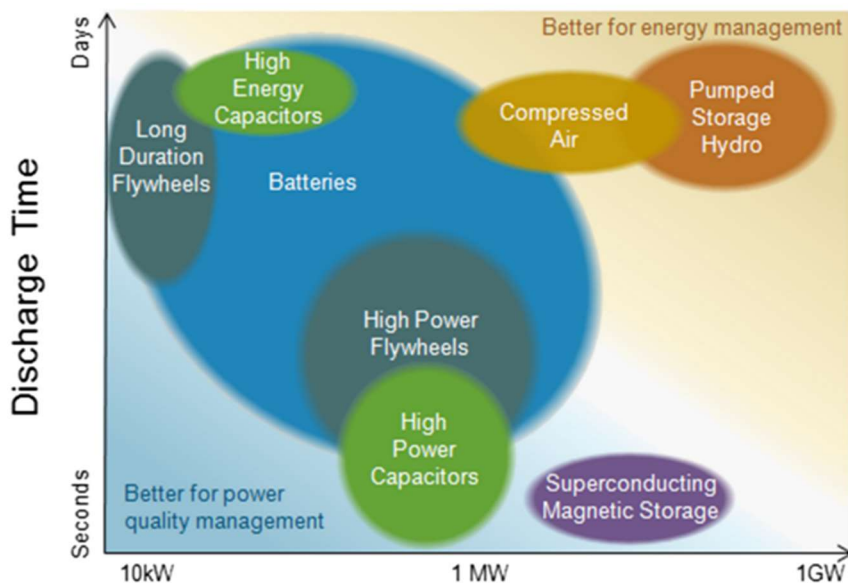 Days
Better for energy management
High
Energy
Capacitors
Long
Duration
Flywheels
Batteries
Compressed
Air
Pumped
Storage
Hydro
Discharge Time
High Power
Flywheels
High
Power
Capacitors
Superconducting
Magnetic Storage
Better for power
quality management
Seconds
10kW
1 MW
1GW